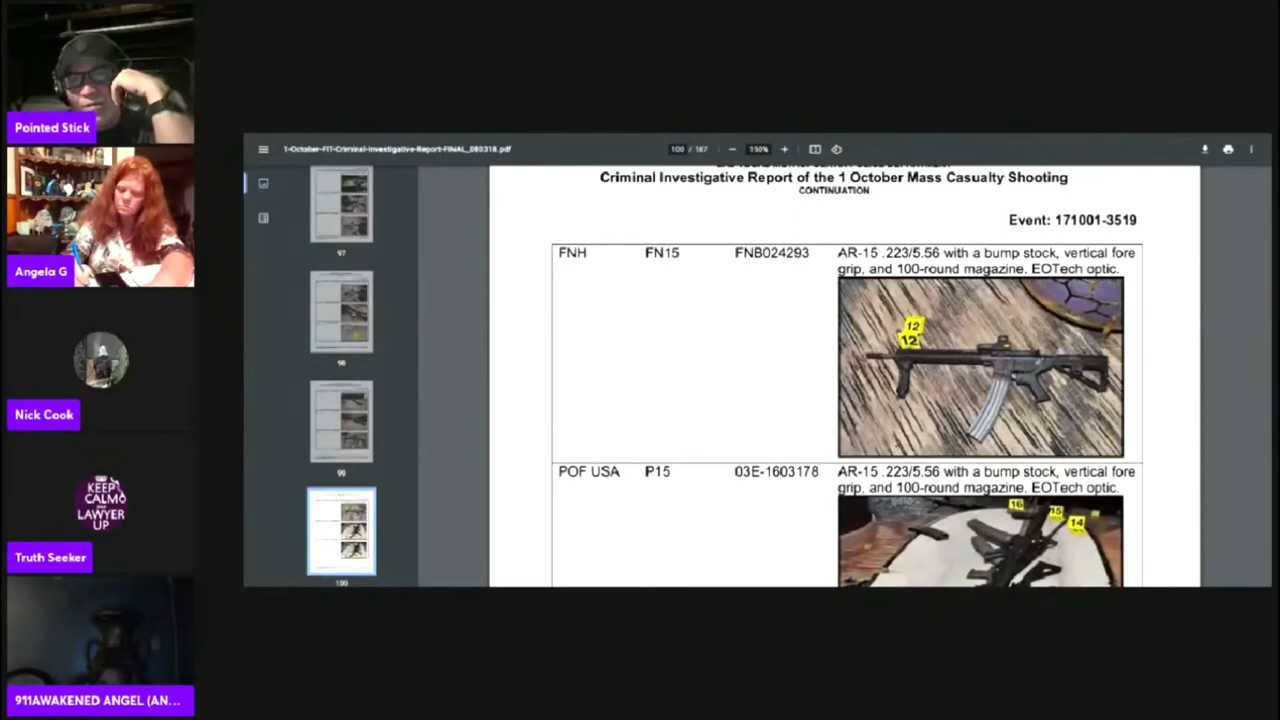 Pointed Stick
Angela G
Nick Cook
KEEP
CALM
LAWYER
UP
Truth Seeker
911AWAKENED ANGEL (AN...
1-October-FIT-Criminal-Investigative-Report-FINAL_080318.pdf
100 / 187
150%
97
98
99
100
Criminal Investigative Report of the 1 October Mass Casualty Shooting
CONTINUATION
Event: 171001-3519
FNH FN15 FNB024293 AR-15 .223/5.56 with a bump stock, vertical fore
grip, and 100-round magazine. EOTech optic.
12
12
POF USA P15 03E-1603178 AR-15 .223/5.56 with a bump stock, vertical fore
grip, and 100-round magazine. EOTech optic.
16
15
14